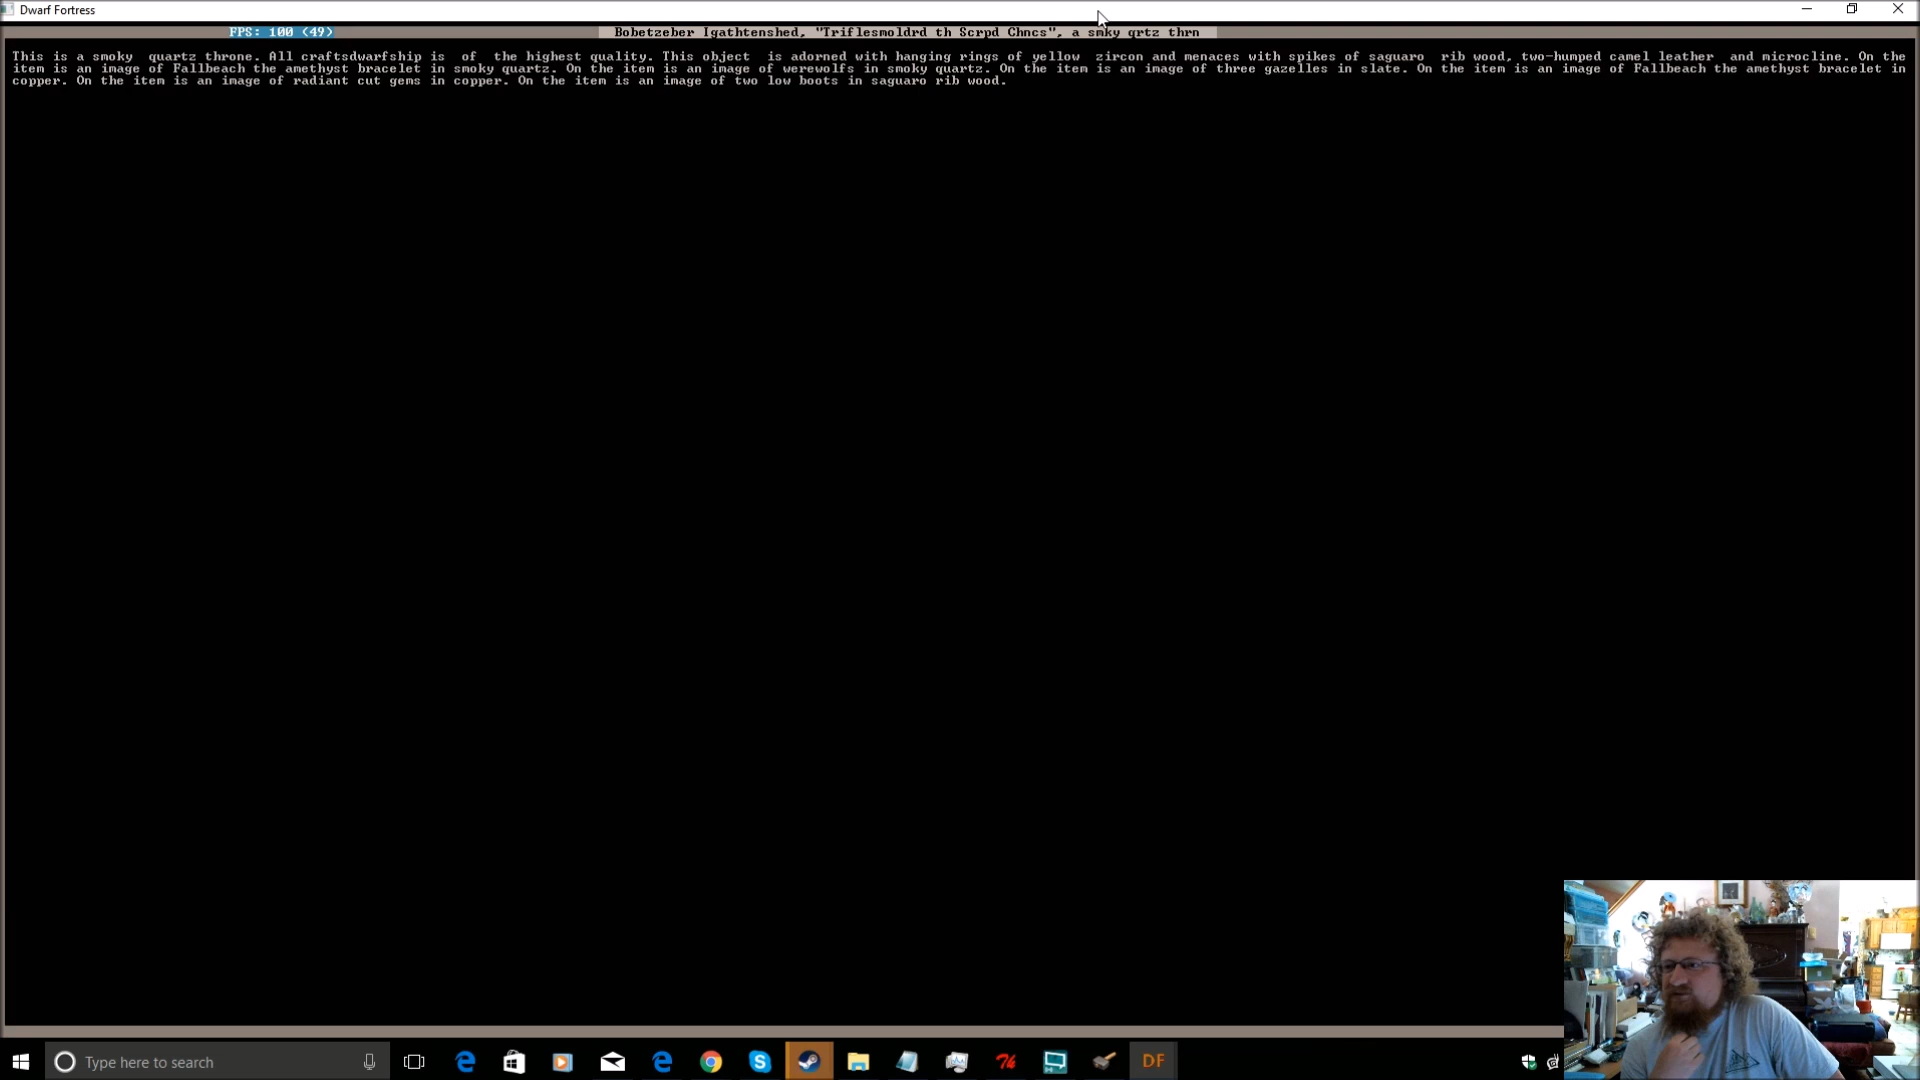 Dwarf Fortress
FPS: 100 (49)
Bobetzeber Igathtenshed, "Triflesmoldrd th Scrpd Chncs", a smky qrtz thrn
This is a smoky  quartz throne. All craftsdwarfship is  of  the highest quality. This object  is adorned with hanging rings of yellow  zircon and menaces with spikes of saguaro  rib wood, two-humped camel leather  and microcline. On the
item is an image of Fallbeach the amethyst bracelet in smoky quartz. On the item is an image of werewolfs in smoky quartz. On the item is an image of three gazelles in slate. On the item is an image of Fallbeach the amethyst bracelet in
copper. On the item is an image of radiant cut gems in copper. On the item is an image of two low boots in saguaro rib wood.
Type here to search
DF